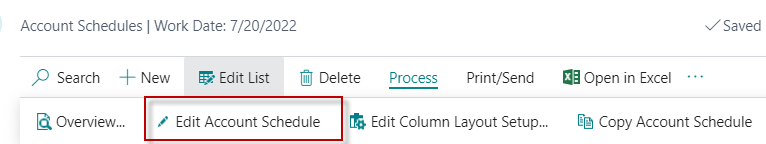 Account Schedules | Work Date: 7/20/2022 Saved
Search New Edit List Delete Process Print/Send Open in Excel ...
Overview... Edit Account Schedule Edit Column Layout Setup... Copy Account Schedule